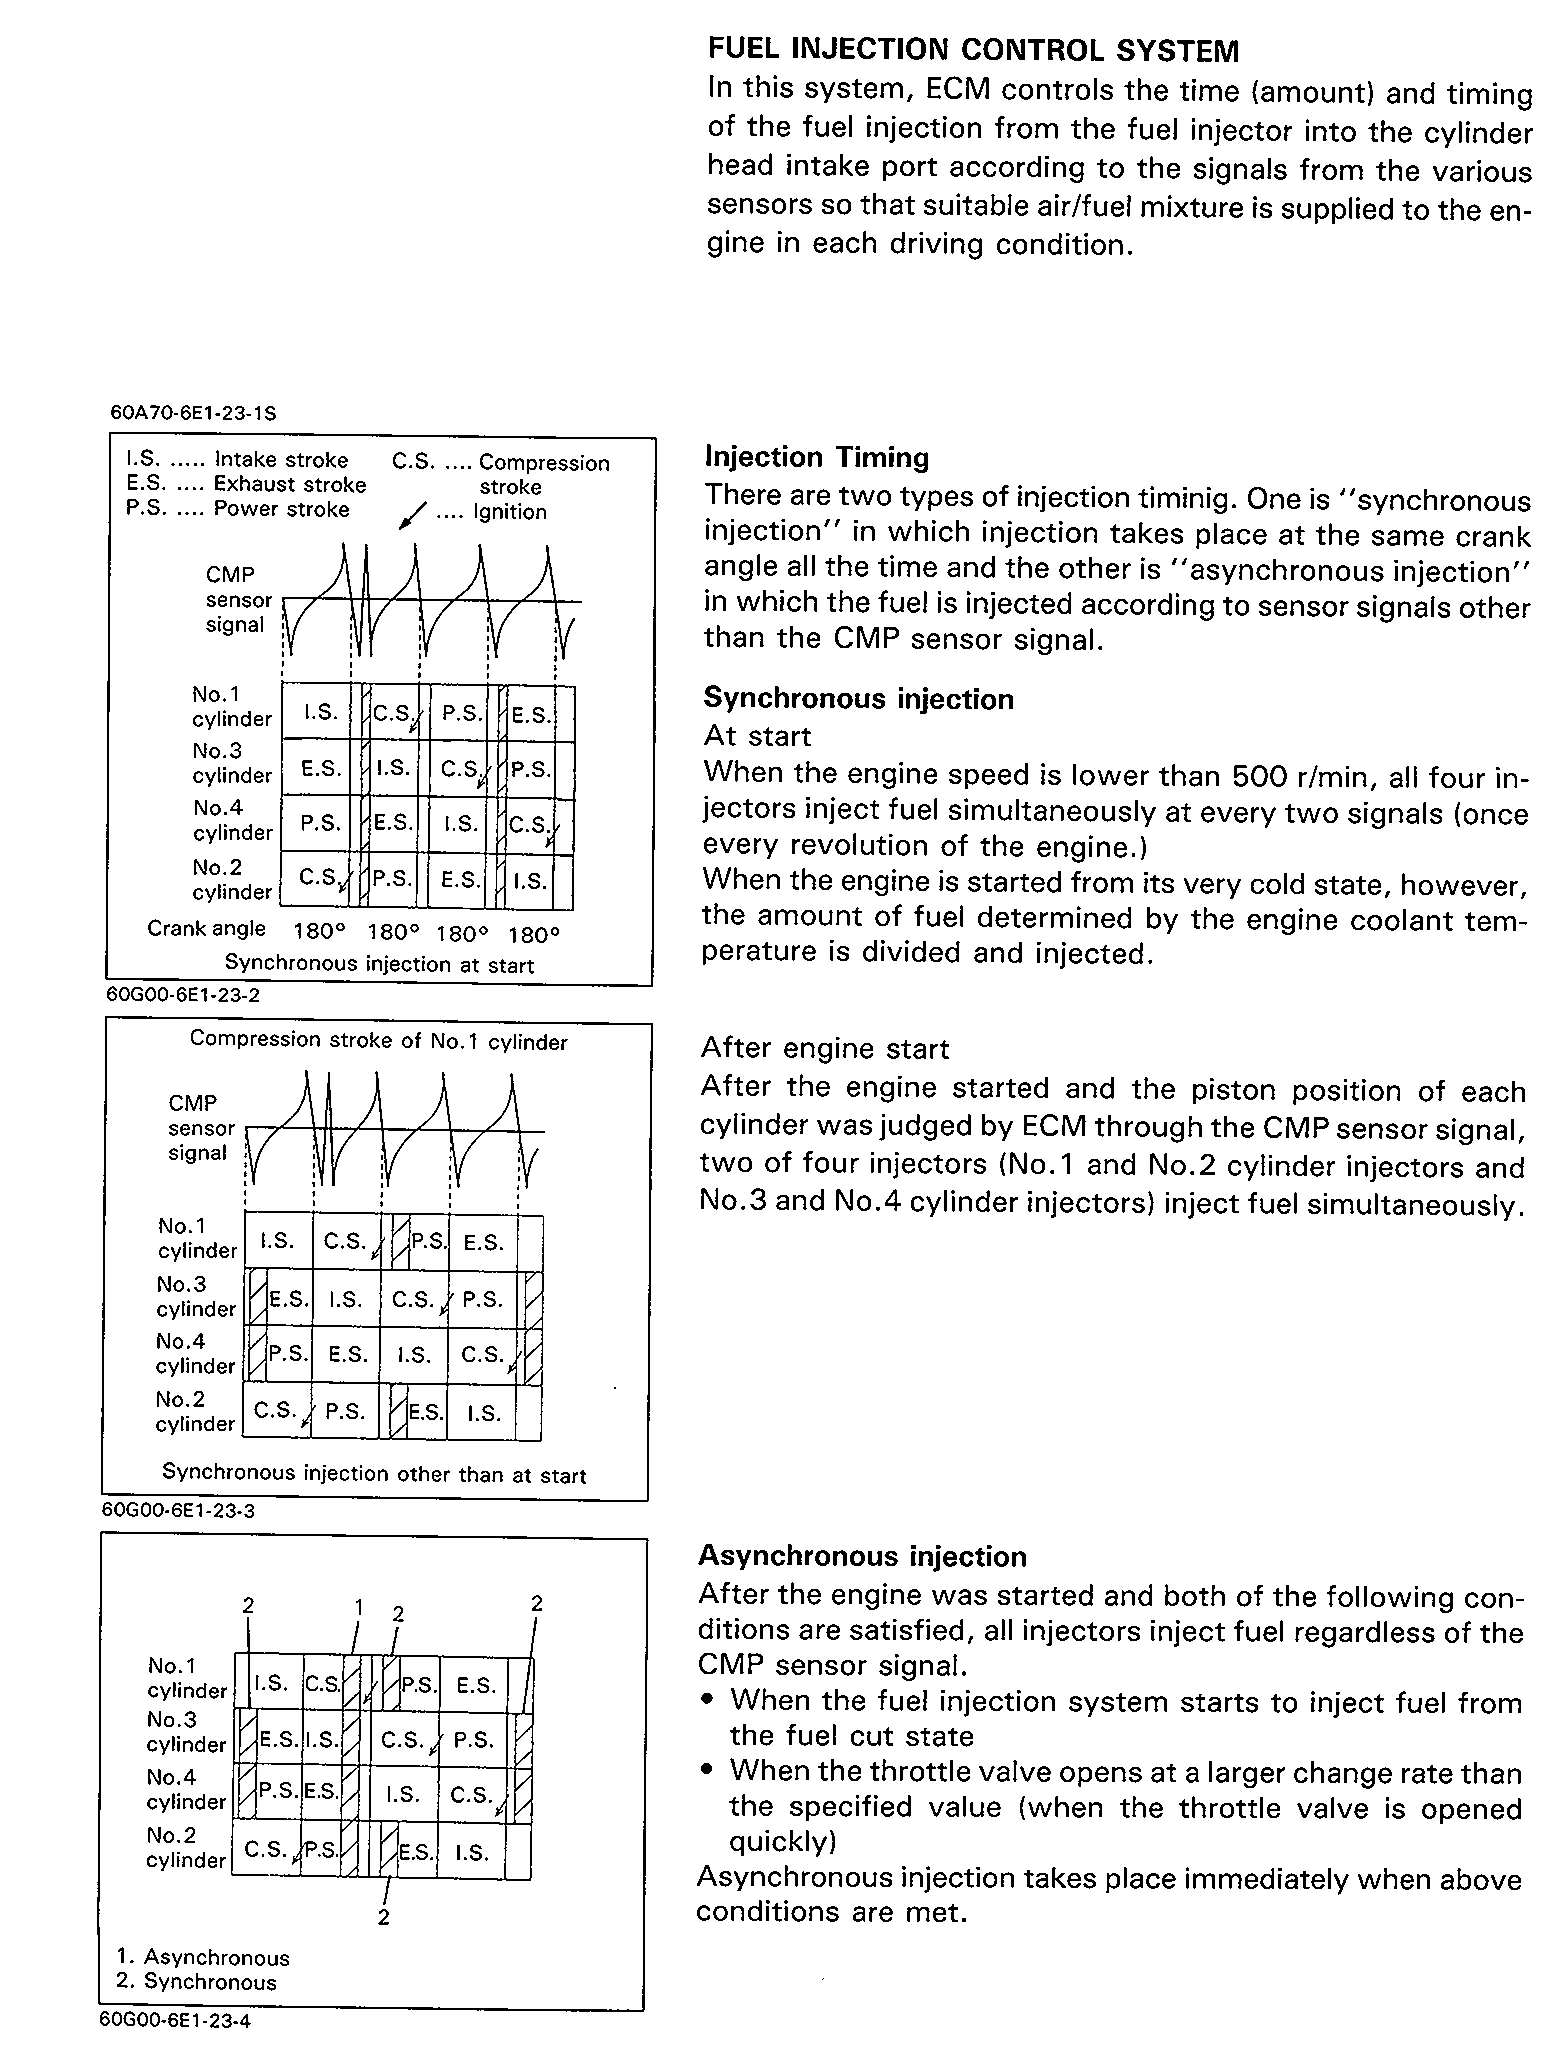 FUEL INJECTION CONTROL SYSTEM
In this system, ECM controls the time (amount) and timing
of the fuel injection from the fuel injector into the cylinder
head intake port according to the signals from the various
sensors so that suitable air/fuel mixture is supplied to the en-
gine in each driving condition.
60A70-6E1-23-1S
I.S. ..... Intake stroke
E.S. .... Exhaust stroke
P.S. .... Power stroke
C.S. .... Compression
stroke
.... Ignition
CMP
sensor
signal
No.1
cylinder
I.S. C.S. P.S. E.S.
No.3
cylinder
E.S. I.S. C.S. P.S.
No.4
cylinder
P.S. E.S. I.S. C.S.
No.2
cylinder
C.S. P.S. E.S. I.S.
Crank angle 180° 180° 180° 180°
Synchronous injection at start
60G00-6E1-23-2
Injection Timing
There are two types of injection timinig. One is ''synchronous
injection'' in which injection takes place at the same crank
angle all the time and the other is ''asynchronous injection''
in which the fuel is injected according to sensor signals other
than the CMP sensor signal.
Synchronous injection
At start
When the engine speed is lower than 500 r/min, all four in-
jectors inject fuel simultaneously at every two signals (once
every revolution of the engine.)
When the engine is started from its very cold state, however,
the amount of fuel determined by the engine coolant tem-
perature is divided and injected.
Compression stroke of No.1 cylinder
CMP
sensor
signal
No.1
cylinder
I.S. C.S. P.S. E.S.
No.3
cylinder
E.S. I.S. C.S. P.S.
No.4
cylinder
P.S. E.S. I.S. C.S.
No.2
cylinder
C.S. P.S. E.S. I.S.
Synchronous injection other than at start
60G00-6E1-23-3
After engine start
After the engine started and the piston position of each
cylinder was judged by ECM through the CMP sensor signal,
two of four injectors (No.1 and No.2 cylinder injectors and
No.3 and No.4 cylinder injectors) inject fuel simultaneously.
2 1 2 2
No.1
cylinder
I.S. C.S. P.S. E.S.
No.3
cylinder
E.S. I.S. C.S. P.S.
No.4
cylinder
P.S. E.S. I.S. C.S.
No.2
cylinder
C.S. P.S. E.S. I.S.
2
1. Asynchronous
2. Synchronous
60G00-6E1-23-4
Asynchronous injection
After the engine was started and both of the following con-
ditions are satisfied, all injectors inject fuel regardless of the
CMP sensor signal.
• When the fuel injection system starts to inject fuel from
the fuel cut state
• When the throttle valve opens at a larger change rate than
the specified value (when the throttle valve is opened
quickly)
Asynchronous injection takes place immediately when above
conditions are met.